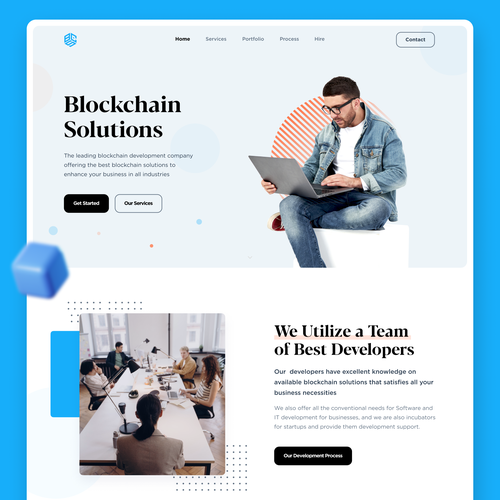 Home Services Portfolio Process Hire Contact
Blockchain
Solutions
The leading blockchain development company
offering the best blockchain solutions to
enhance your business in all industries
Get Started Our Services
We Utilize a Team
of Best Developers
Our developers have excellent knowledge on
available blockchain solutions that satisfies all your
business necessities
We also offer all the conventional needs for Software and
IT development for businesses, and we are also incubators
for startups and provide them development support.
Our Development Process